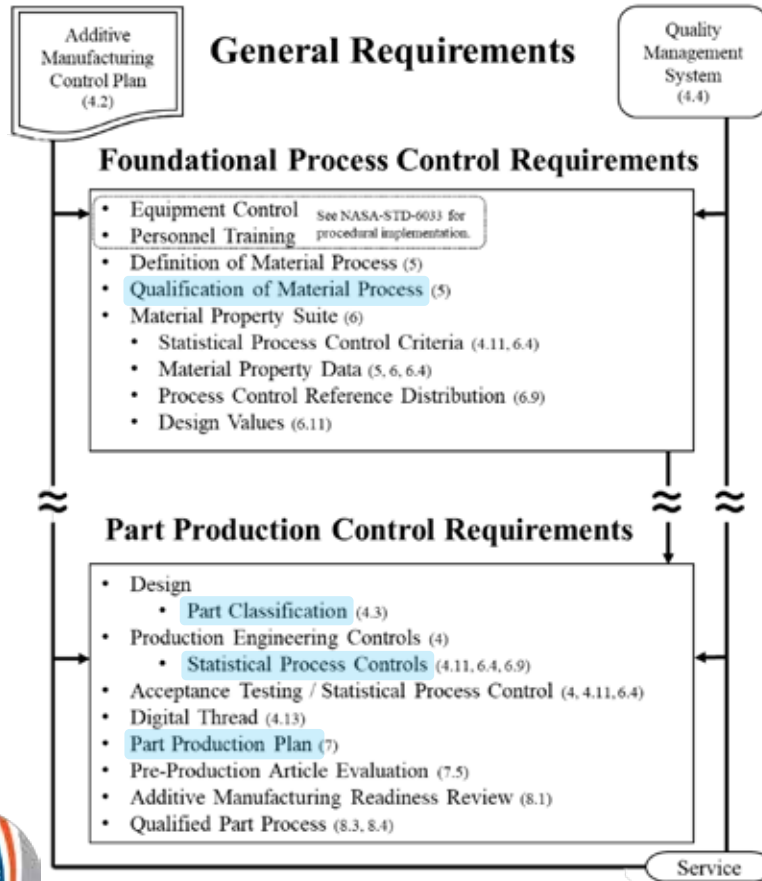 Additive
Manufacturing
Control Plan
(4.2)
General Requirements
Quality
Management
System
(4.4)
Foundational Process Control Requirements
• Equipment Control
See NASA-STD-6033 for
• Personnel Training
procedural implementation.
• Definition of Material Process (5)
• Qualification of Material Process (5)
• Material Property Suite (6)
• Statistical Process Control Criteria (4.11, 6.4)
• Material Property Data (5, 6, 6.4)
• Process Control Reference Distribution (6.9)
• Design Values (6.11)
≈ ≈ ≈
Part Production Control Requirements
• Design
• Part Classification (4.3)
• Production Engineering Controls (4)
• Statistical Process Controls (4.11, 6.4, 6.9)
• Acceptance Testing / Statistical Process Control (4, 4.11, 6.4)
• Digital Thread (4.13)
• Part Production Plan (7)
• Pre-Production Article Evaluation (7.5)
• Additive Manufacturing Readiness Review (8.1)
• Qualified Part Process (8.3, 8.4)
Service